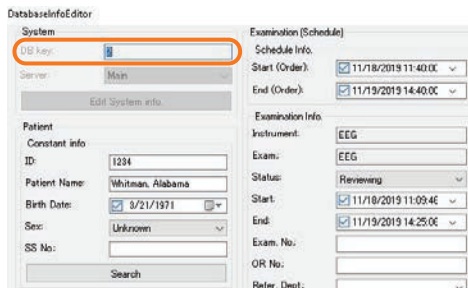 DatabaseInfoEditor
System
DB key:
Server: Main
Edit System info.
Patient
Constant info
ID: 1234
Patient Name: Whitman, Alabama
Birth Date: 3/21/1971
Sex: Unknown
SS No:
Search
Examination (Schedule)
Schedule Info.
Start (Order): 11/18/2019 11:40:00
End (Order): 11/19/2019 14:40:00
Examination Info.
Instrument: EEG
Exam: EEG
Status: Reviewing
Start: 11/18/2019 11:09:46
End: 11/19/2019 14:25:06
Exam. No.:
OR No.:
Refer. Dept.: